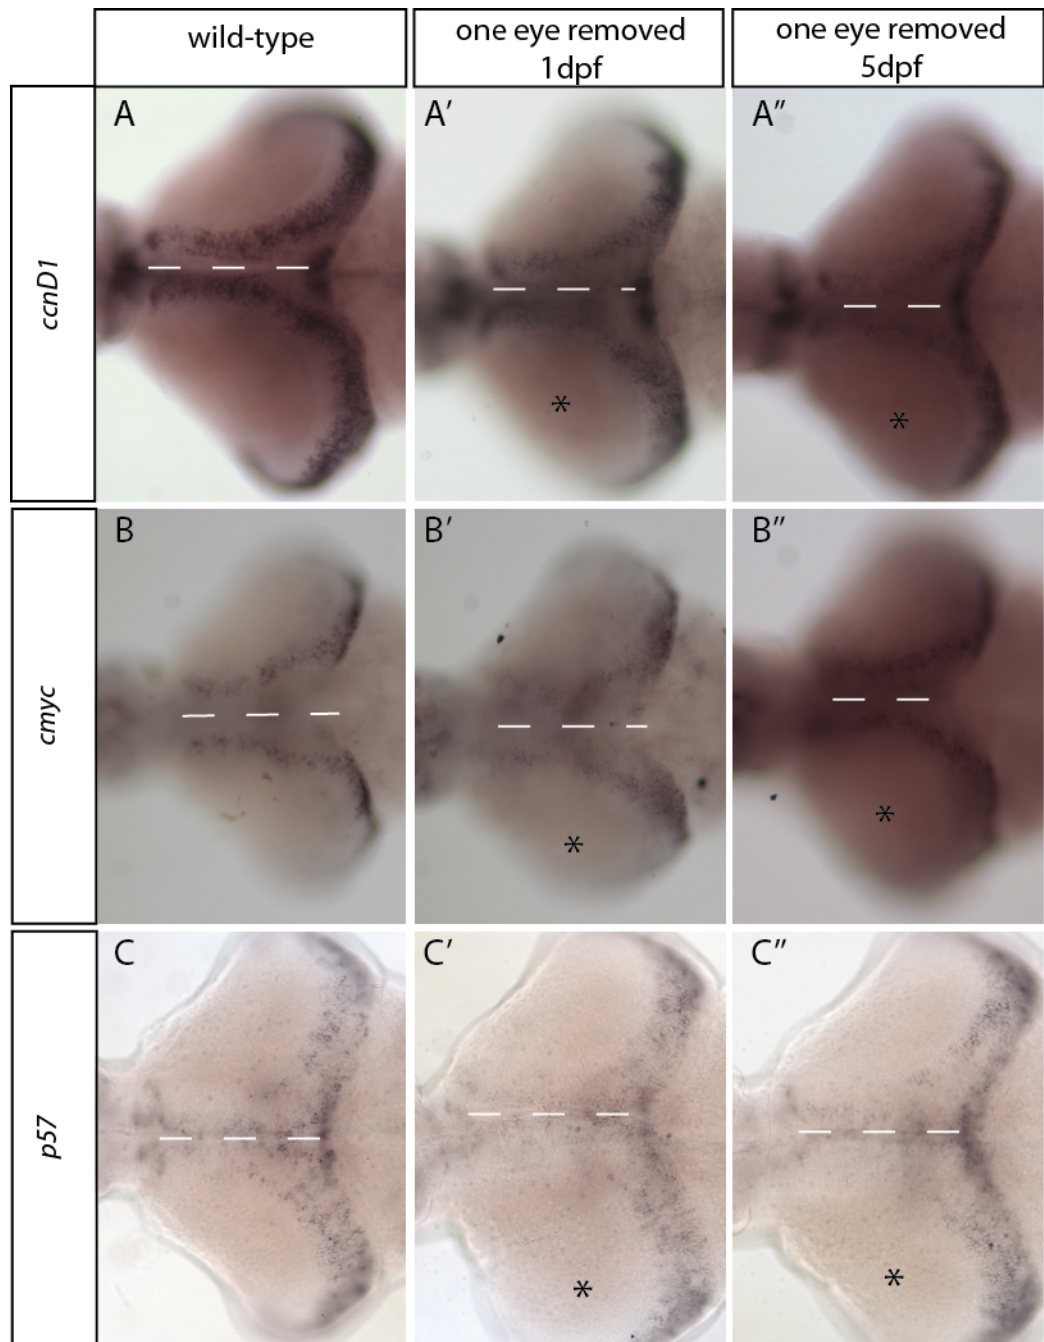 wild-type
one eye removed
1dpf
one eye removed
5dpf
ccnD1
A
A′
*
A″
*
cmyc
B
B′
*
B″
*
p57
C
C′
*
C″
*